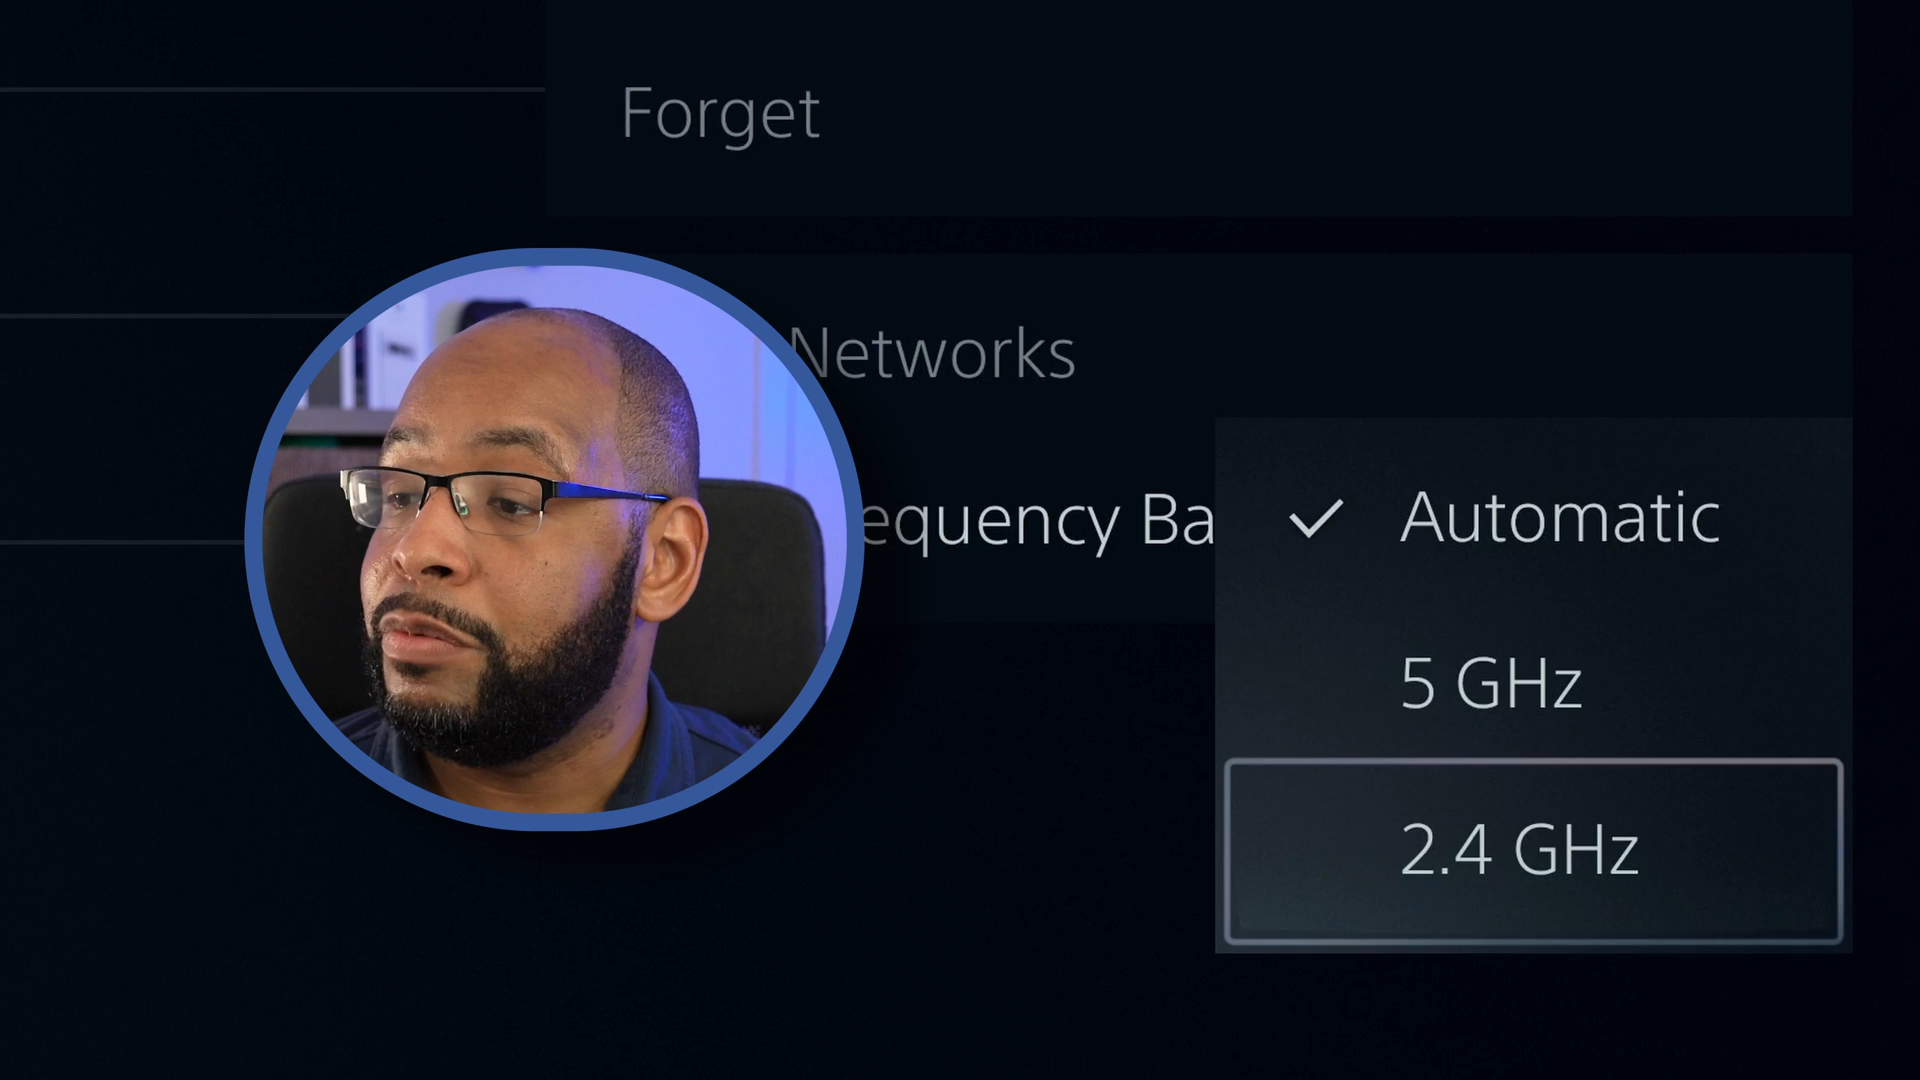 Forget
Networks
equency Ba
Automatic
5 GHz
2.4 GHz